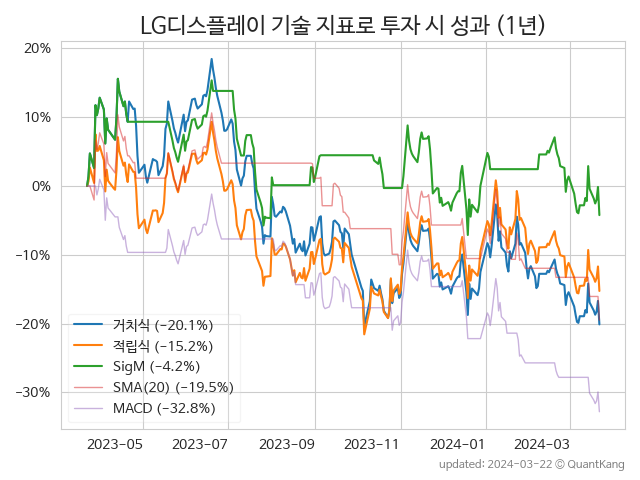 LG디스플레이 기술 지표로 투자 시 성과 (1년)
20%
10%
0%
−10%
−20%
−30%
거치식 (−20.1%)
적립식 (−15.2%)
SigM (−4.2%)
SMA(20) (−19.5%)
MACD (−32.8%)
2023-05
2023-07
2023-09
2023-11
2024-01
2024-03
updated: 2024-03-22 © QuantKang